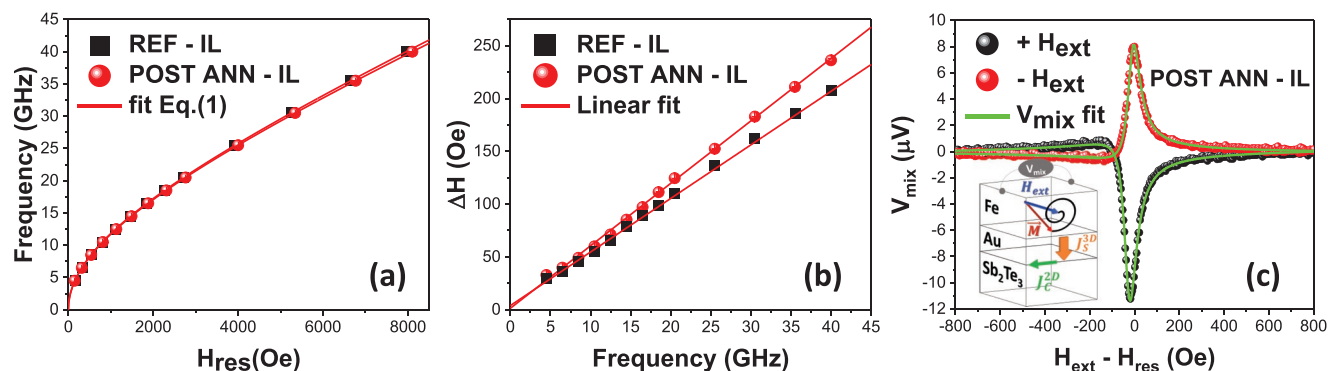 45
40
35
30
25
20
15
10
5
0
Frequency (GHz)
REF - IL
POST ANN - IL
fit Eq.(1)
(a)
0 2000 4000 6000 8000
Hres(Oe)
250
200
150
100
50
0
ΔH (Oe)
REF - IL
POST ANN - IL
Linear fit
(b)
0 5 10 15 20 25 30 35 40 45
Frequency (GHz)
10
8
6
4
2
0
-2
-4
-6
-8
-10
-12
Vmix (μV)
+ Hext
- Hext
POST ANN - IL
Vmix fit
Vmix
Hext
Fe
M
Au
JS3D
Sb2Te3
JC2D
(c)
-800 -600 -400 -200 0 200 400 600 800
Hext - Hres (Oe)